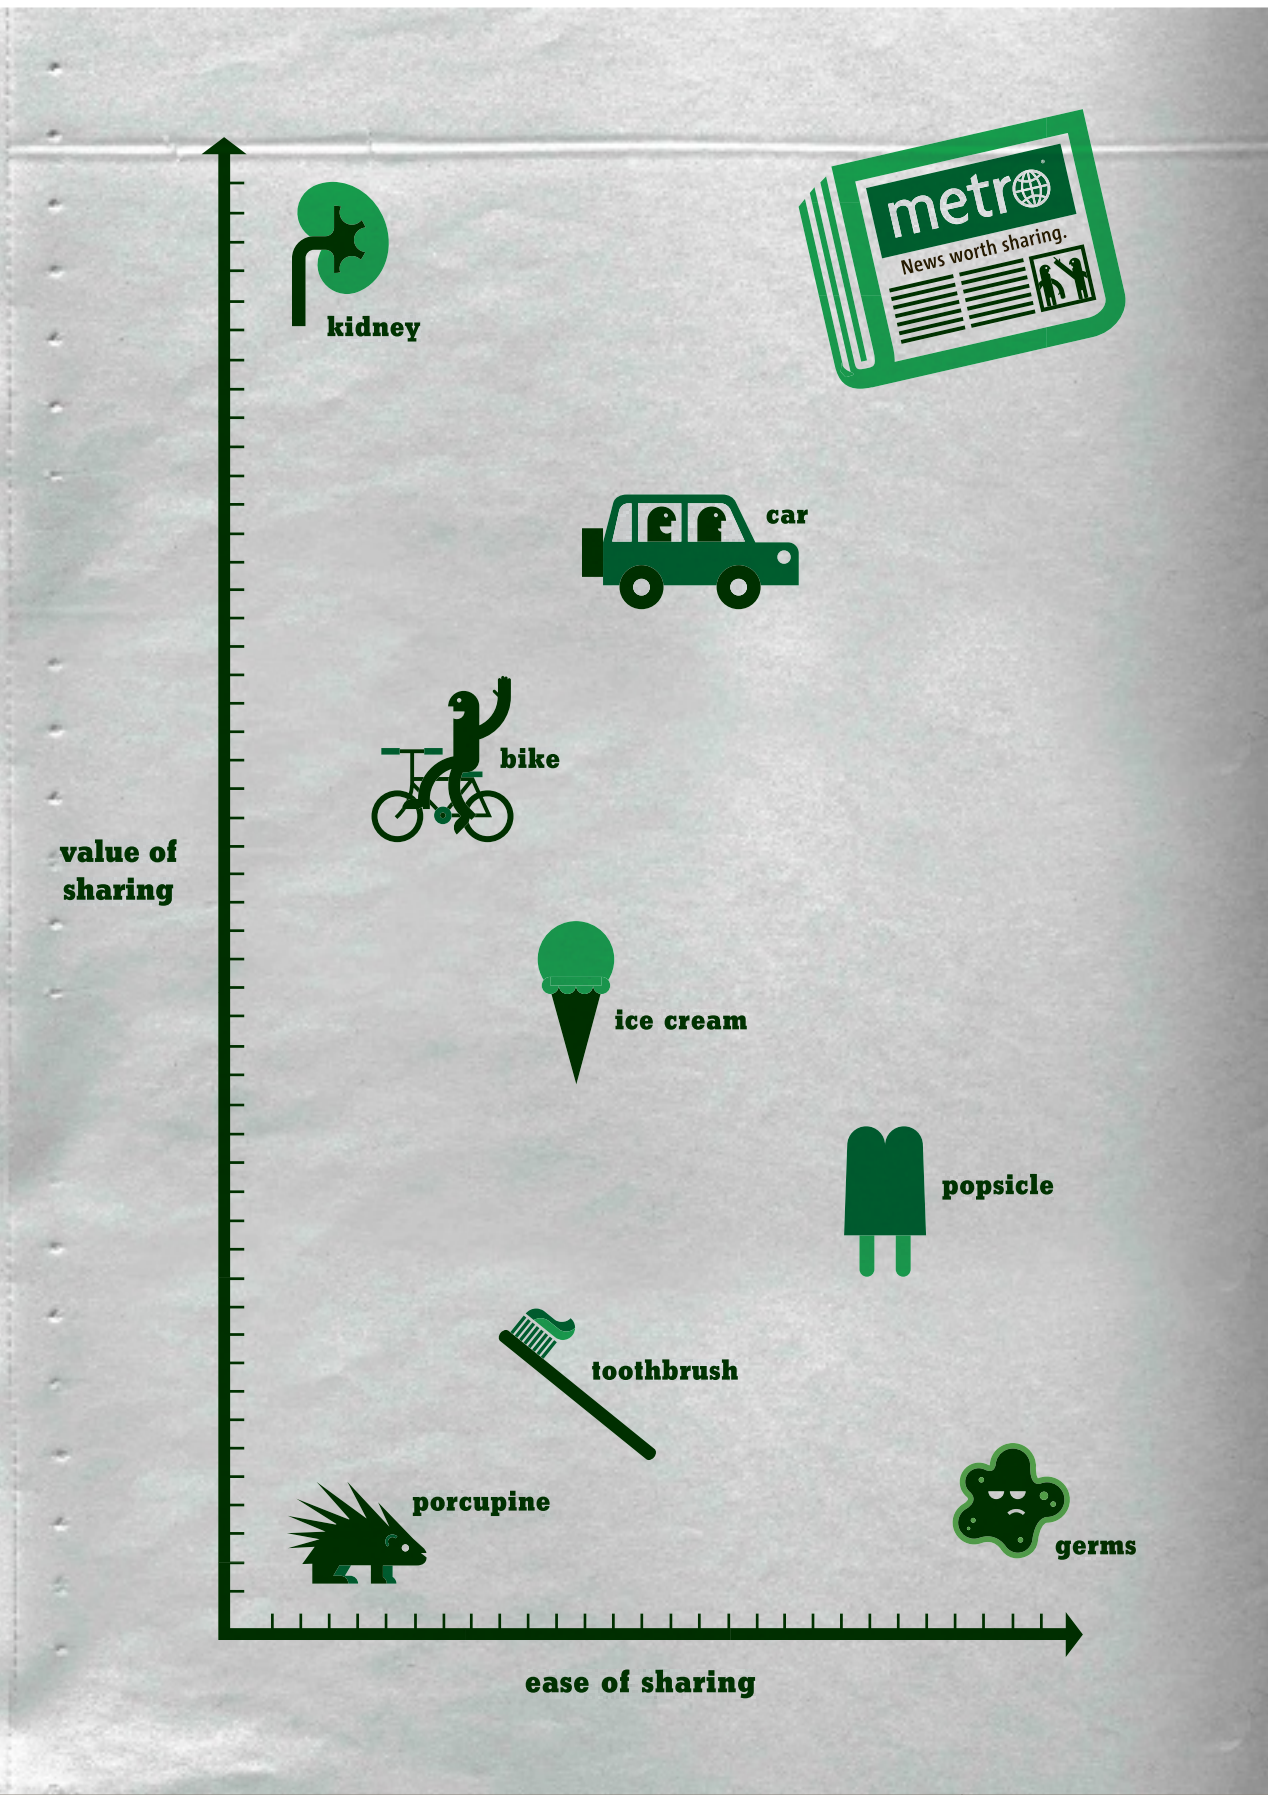 metro
News worth sharing.
kidney
car
bike
value of
sharing
ice cream
popsicle
toothbrush
porcupine
germs
ease of sharing